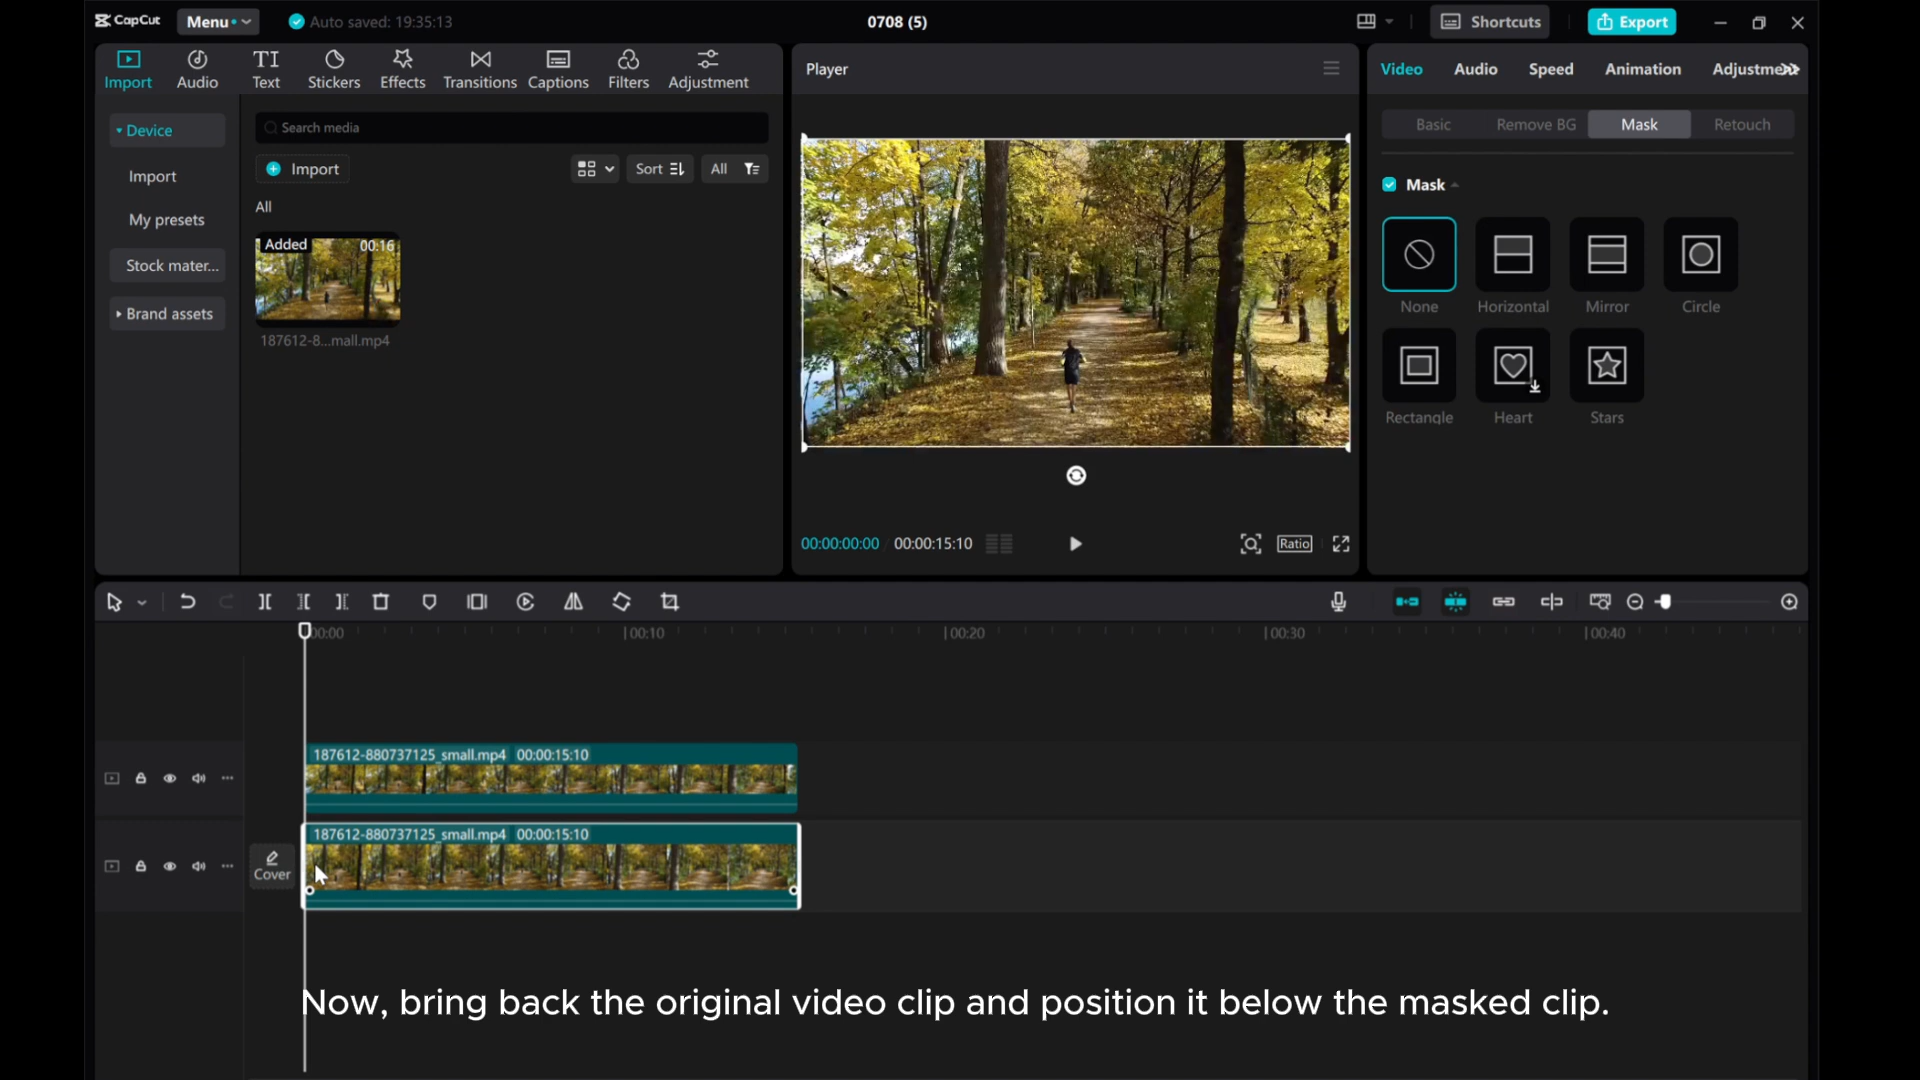 CapCut
Menu
Auto saved: 19:35:13
0708 (5)
Shortcuts
Export
Import
Audio
Text
Stickers
Effects
Transitions
Captions
Filters
Adjustment
Device
Import
My presets
Stock mater...
Brand assets
Search media
Import
Sort
All
All
Added
00:16
187612-8...mall.mp4
Player
00:00:00:00
00:00:15:10
Ratio
Video
Audio
Speed
Animation
Adjustment
Basic
Remove BG
Mask
Retouch
Mask
None
Horizontal
Mirror
Circle
Rectangle
Heart
Stars
00:00
00:10
00:20
00:30
00:40
187612-880737125_small.mp4 00:00:15:10
187612-880737125_small.mp4 00:00:15:10
Cover
Now, bring back the original video clip and position it below the masked clip.